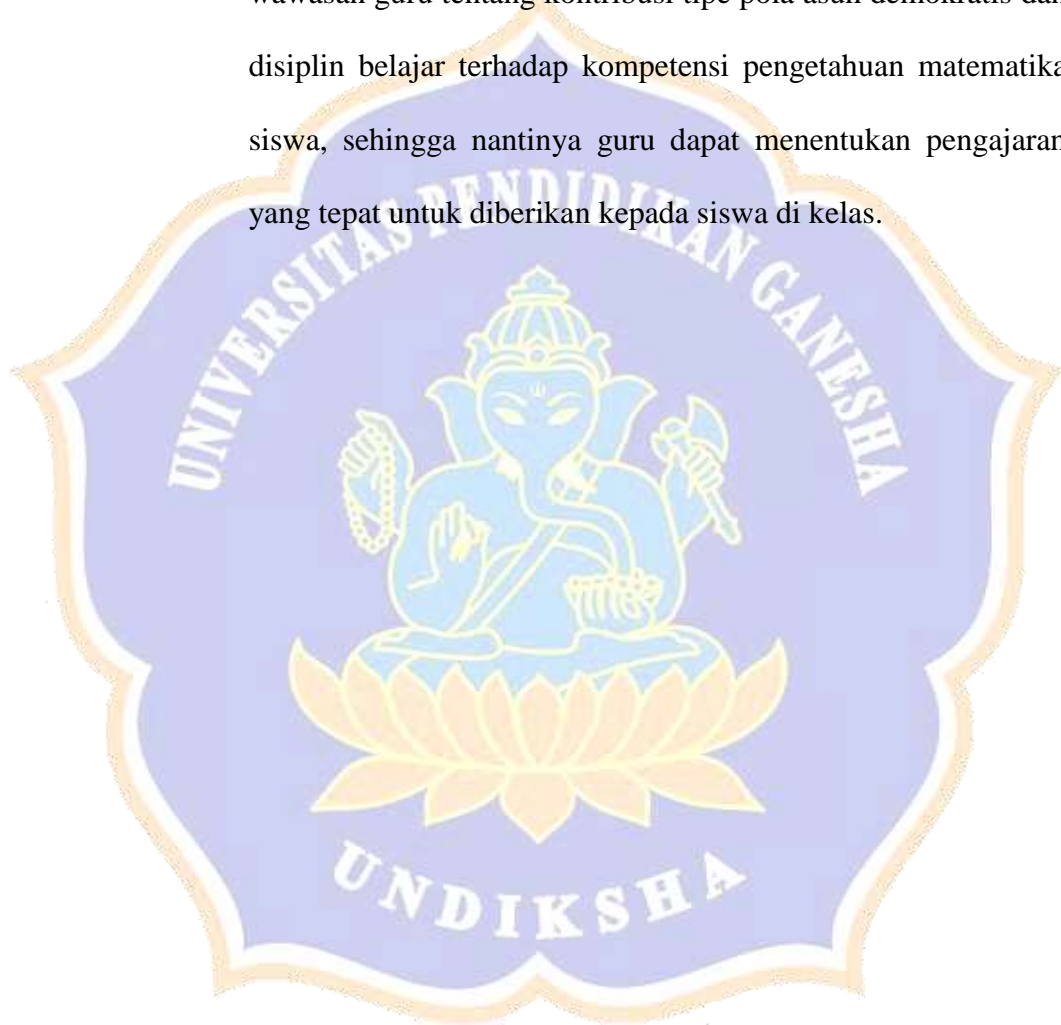 wawasan guru tentang kontribusi tipe pola asuh demokratis dan
disiplin belajar terhadap kompetensi pengetahuan matematika
siswa, sehingga nantinya guru dapat menentukan pengajaran
yang tepat untuk diberikan kepada siswa di kelas.
UNIVERSITAS PENDIDIKAN GANESHA
UNDIKSHA